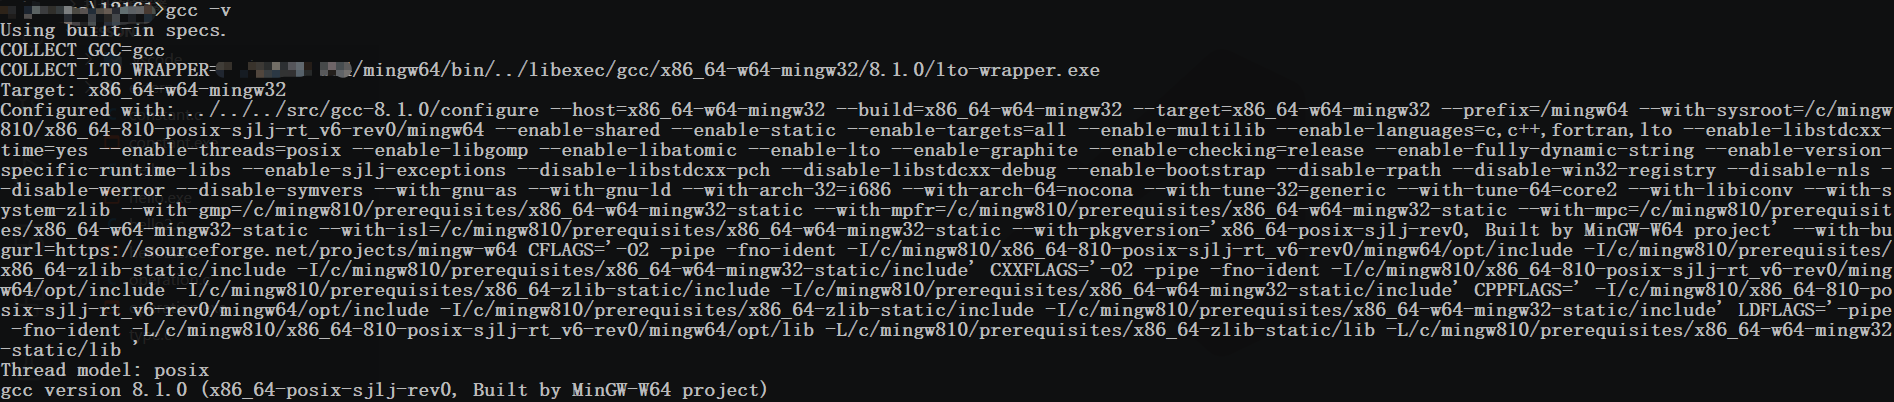 >gcc -v
Using built-in specs.
COLLECT_GCC=gcc
COLLECT_LTO_WRAPPER= /mingw64/bin/../libexec/gcc/x86_64-w64-mingw32/8.1.0/lto-wrapper.exe
Target: x86_64-w64-mingw32
Configured with: ../../../src/gcc-8.1.0/configure --host=x86_64-w64-mingw32 --build=x86_64-w64-mingw32 --target=x86_64-w64-mingw32 --prefix=/mingw64 --with-sysroot=/c/mingw
810/x86_64-810-posix-sjlj-rt_v6-rev0/mingw64 --enable-shared --enable-static --enable-targets=all --enable-multilib --enable-languages=c,c++,fortran,lto --enable-libstdcxx-
time=yes --enable-threads=posix --enable-libgomp --enable-libatomic --enable-lto --enable-graphite --enable-checking=release --enable-fully-dynamic-string --enable-version-
specific-runtime-libs --enable-sjlj-exceptions --disable-libstdcxx-pch --disable-libstdcxx-debug --enable-bootstrap --disable-rpath --disable-win32-registry --disable-nls -
-disable-werror --disable-symvers --with-gnu-as --with-gnu-ld --with-arch-32=i686 --with-arch-64=nocona --with-tune-32=generic --with-tune-64=core2 --with-libiconv --with-s
ystem-zlib --with-gmp=/c/mingw810/prerequisites/x86_64-w64-mingw32-static --with-mpfr=/c/mingw810/prerequisites/x86_64-w64-mingw32-static --with-mpc=/c/mingw810/prerequisit
es/x86_64-w64-mingw32-static --with-isl=/c/mingw810/prerequisites/x86_64-w64-mingw32-static --with-pkgversion='x86_64-posix-sjlj-rev0, Built by MinGW-W64 project' --with-bu
gurl=https://sourceforge.net/projects/mingw-w64 CFLAGS='-O2 -pipe -fno-ident -I/c/mingw810/x86_64-810-posix-sjlj-rt_v6-rev0/mingw64/opt/include -I/c/mingw810/prerequisites/
x86_64-zlib-static/include -I/c/mingw810/prerequisites/x86_64-w64-mingw32-static/include' CXXFLAGS='-O2 -pipe -fno-ident -I/c/mingw810/x86_64-810-posix-sjlj-rt_v6-rev0/ming
w64/opt/include -I/c/mingw810/prerequisites/x86_64-zlib-static/include -I/c/mingw810/prerequisites/x86_64-w64-mingw32-static/include' CPPFLAGS=' -I/c/mingw810/x86_64-810-po
six-sjlj-rt_v6-rev0/mingw64/opt/include -I/c/mingw810/prerequisites/x86_64-zlib-static/include -I/c/mingw810/prerequisites/x86_64-w64-mingw32-static/include' LDFLAGS='-pipe
-fno-ident -L/c/mingw810/x86_64-810-posix-sjlj-rt_v6-rev0/mingw64/opt/lib -L/c/mingw810/prerequisites/x86_64-zlib-static/lib -L/c/mingw810/prerequisites/x86_64-w64-mingw32
-static/lib '
Thread model: posix
gcc version 8.1.0 (x86_64-posix-sjlj-rev0, Built by MinGW-W64 project)